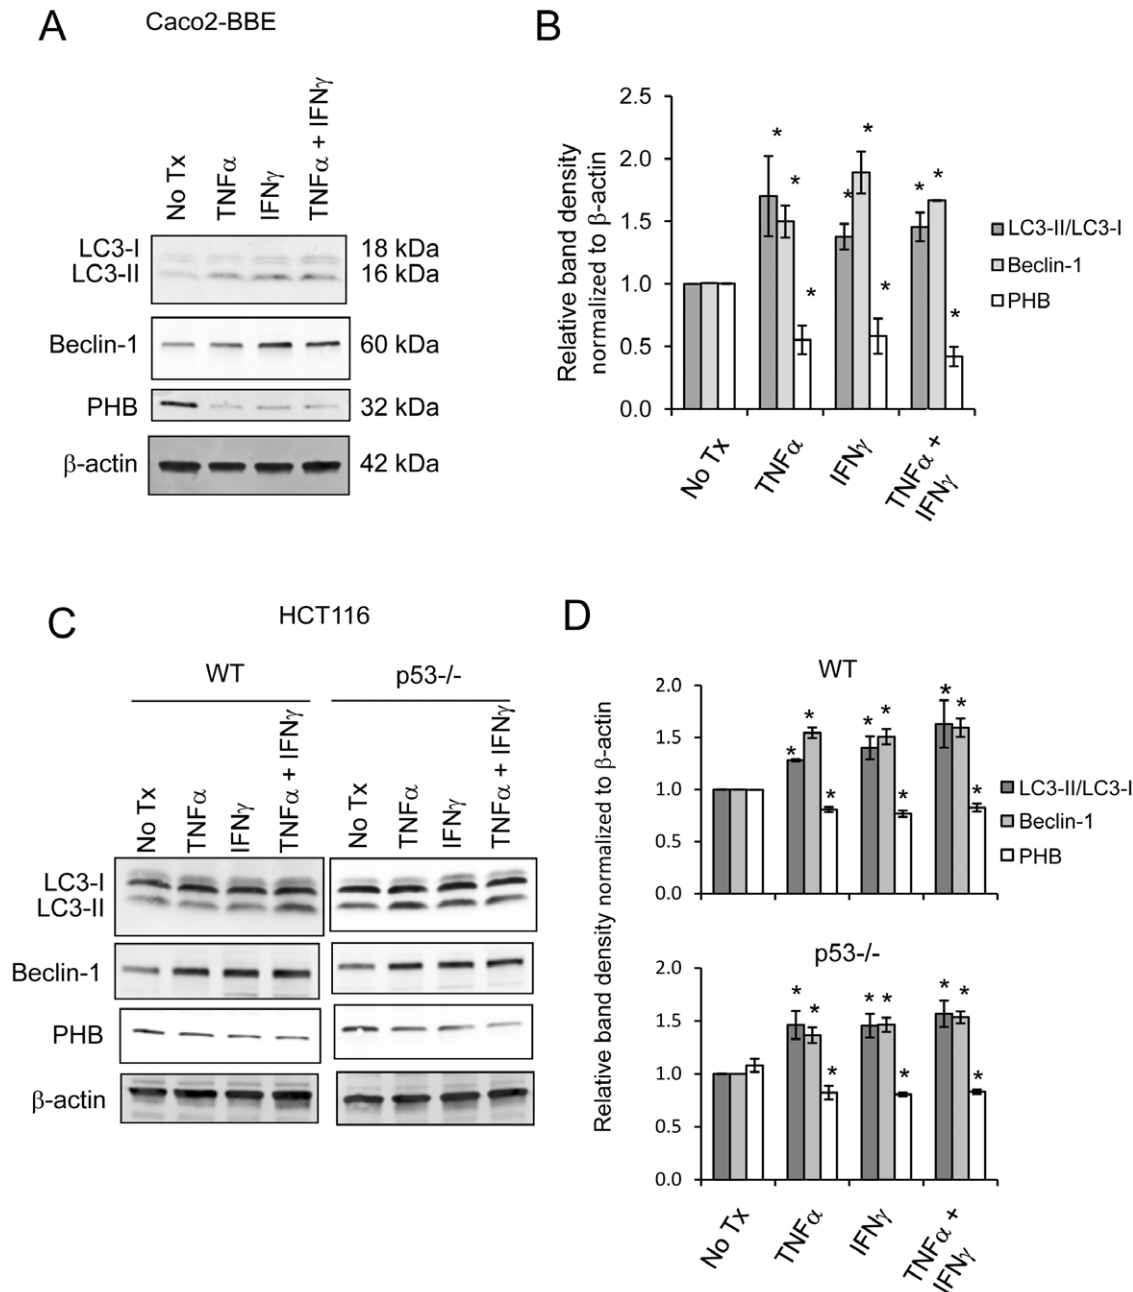 A
Caco2-BBE
No Tx
TNFα
IFNγ
TNFα + IFNγ
LC3-I
18 kDa
LC3-II
16 kDa
Beclin-1
60 kDa
PHB
32 kDa
β-actin
42 kDa
B
Relative band density
normalized to β-actin
2.5
2.0
1.5
1.0
0.5
0.0
* * * * * * * * *
LC3-II/LC3-I
Beclin-1
PHB
No Tx
TNFα
IFNγ
TNFα +
IFNγ
C
HCT116
WT
p53-/-
No Tx
TNFα
IFNγ
TNFα + IFNγ
No Tx
TNFα
IFNγ
TNFα + IFNγ
LC3-I
LC3-II
Beclin-1
PHB
β-actin
D
Relative band density normalized to β-actin
WT
2.0
1.5
1.0
0.5
0.0
* * * * * * * * *
LC3-II/LC3-I
Beclin-1
PHB
p53-/-
2.0
1.5
1.0
0.5
0.0
* * * * * * * * *
No Tx
TNFα
IFNγ
TNFα +
IFNγ